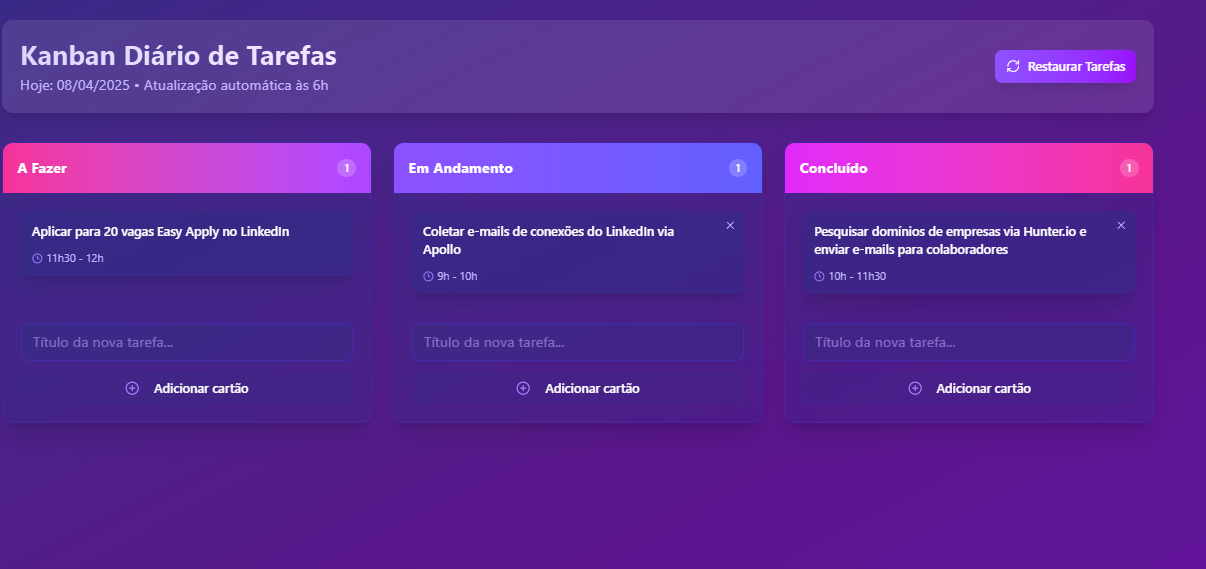 Kanban Diário de Tarefas
Hoje: 08/04/2025 • Atualização automática às 6h
Restaurar Tarefas
A Fazer
1
Aplicar para 20 vagas Easy Apply no LinkedIn
11h30 - 12h
Título da nova tarefa...
Adicionar cartão
Em Andamento
1
Coletar e-mails de conexões do LinkedIn via
Apollo
9h - 10h
Título da nova tarefa...
Adicionar cartão
Concluído
1
Pesquisar domínios de empresas via Hunter.io e
enviar e-mails para colaboradores
10h - 11h30
Título da nova tarefa...
Adicionar cartão